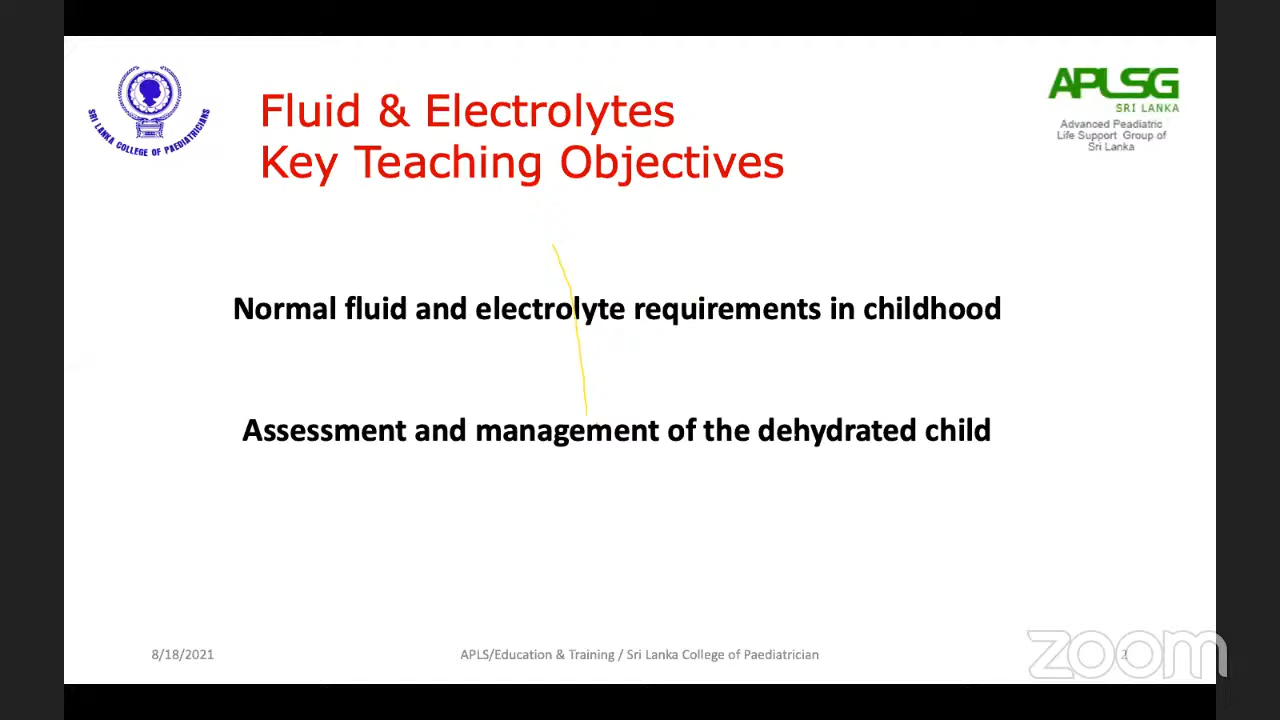 SRI LANKA COLLEGE OF PAEDIATRICIANS
Fluid & Electrolytes
Key Teaching Objectives
APLSG
SRI LANKA
Advanced Peadiatric
Life Support Group of
Sri Lanka
Normal fluid and electrolyte requirements in childhood
Assessment and management of the dehydrated child
8/18/2021
APLS/Education & Training / Sri Lanka College of Paediatrician
2
zoom